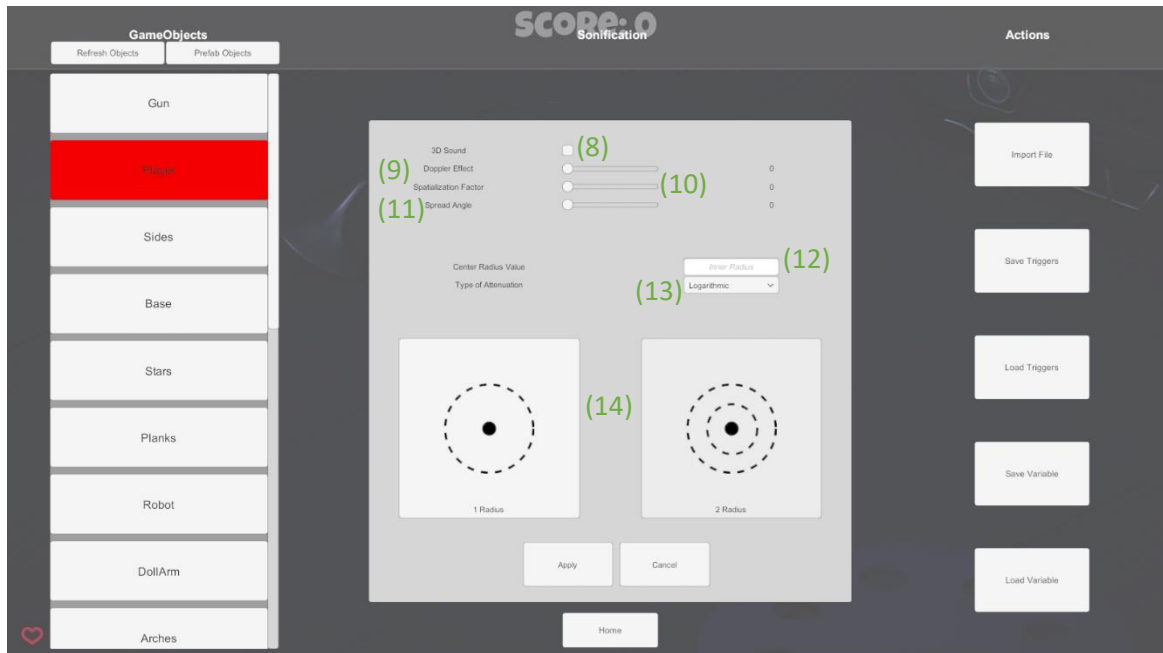 SCORE: 0
GameObjects
Sonification
Actions
Refresh Objects
Prefab Objects
Gun
Player
Sides
Base
Stars
Planks
Robot
DollArm
Arches
3D Sound
(8)
(9)
Doppler Effect
0
Spatialization Factor
(10)
0
(11)
Spread Angle
0
Center Radius Value
Inner Radius
(12)
Type of Attenuation
(13)
Logarithmic
(14)
1 Radius
2 Radius
Apply
Cancel
Home
Import File
Save Triggers
Load Triggers
Save Variable
Load Variable